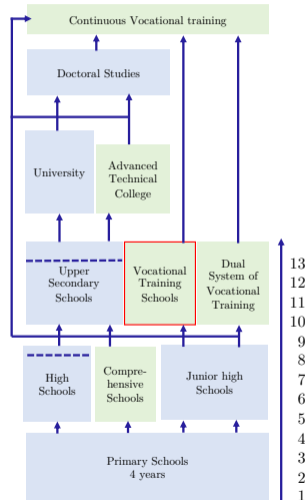 Continuous Vocational training
Doctoral Studies
University
Advanced
Technical
College
Upper
Secondary
Schools
Vocational
Training
Schools
Dual
System of
Vocational
Training
High
Schools
Compre-
hensive
Schools
Junior high
Schools
Primary Schools
4 years
13
12
11
10
9
8
7
6
5
4
3
2
1